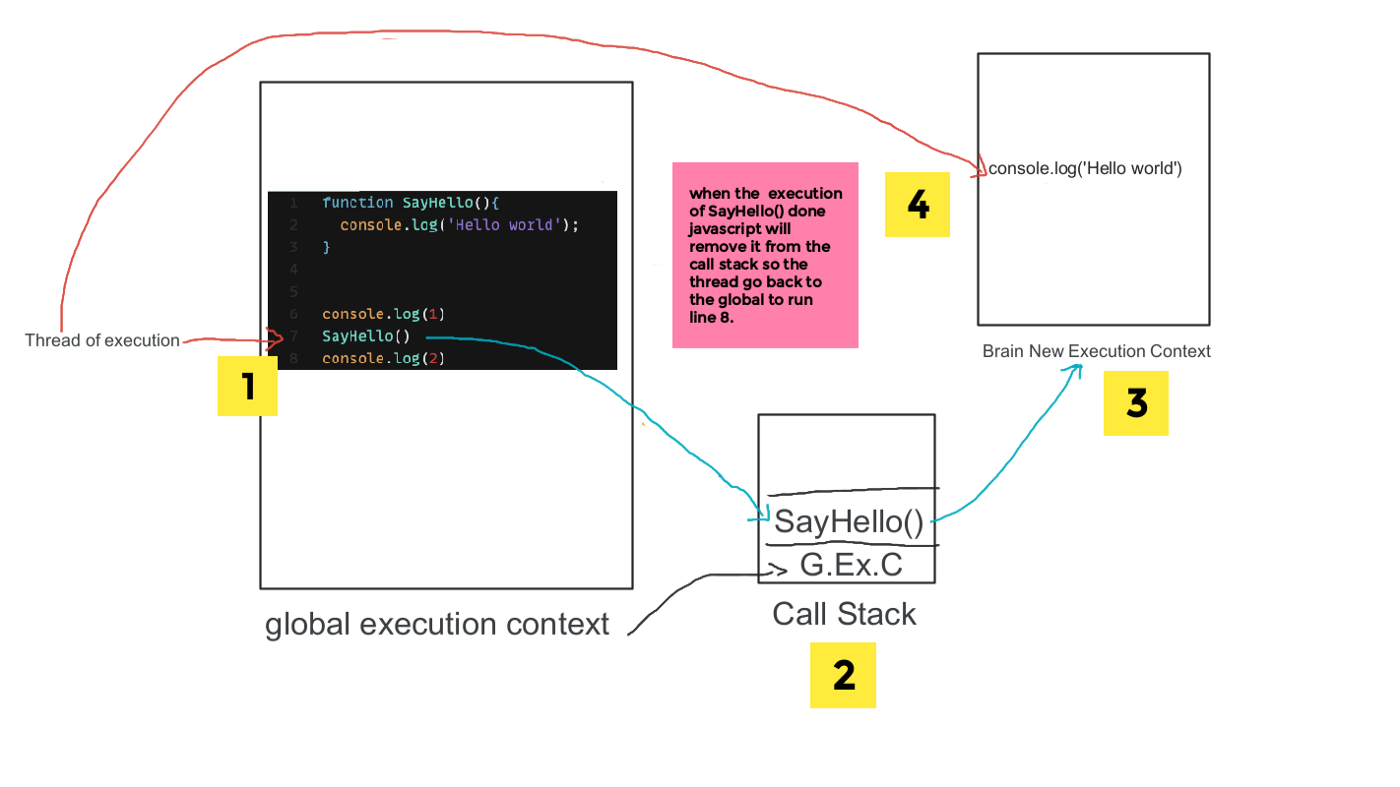 Thread of execution
1
1 function SayHello(){
2 console.log('Hello world');
3 }
4
5
6 console.log(1)
7 SayHello()
8 console.log(2)
global execution context
when the execution
of SayHello() done
javascript will
remove it from the
call stack so the
thread go back to
the global to run
line 8.
SayHello()
G.Ex.C
Call Stack
2
4
console.log('Hello world')
Brain New Execution Context
3